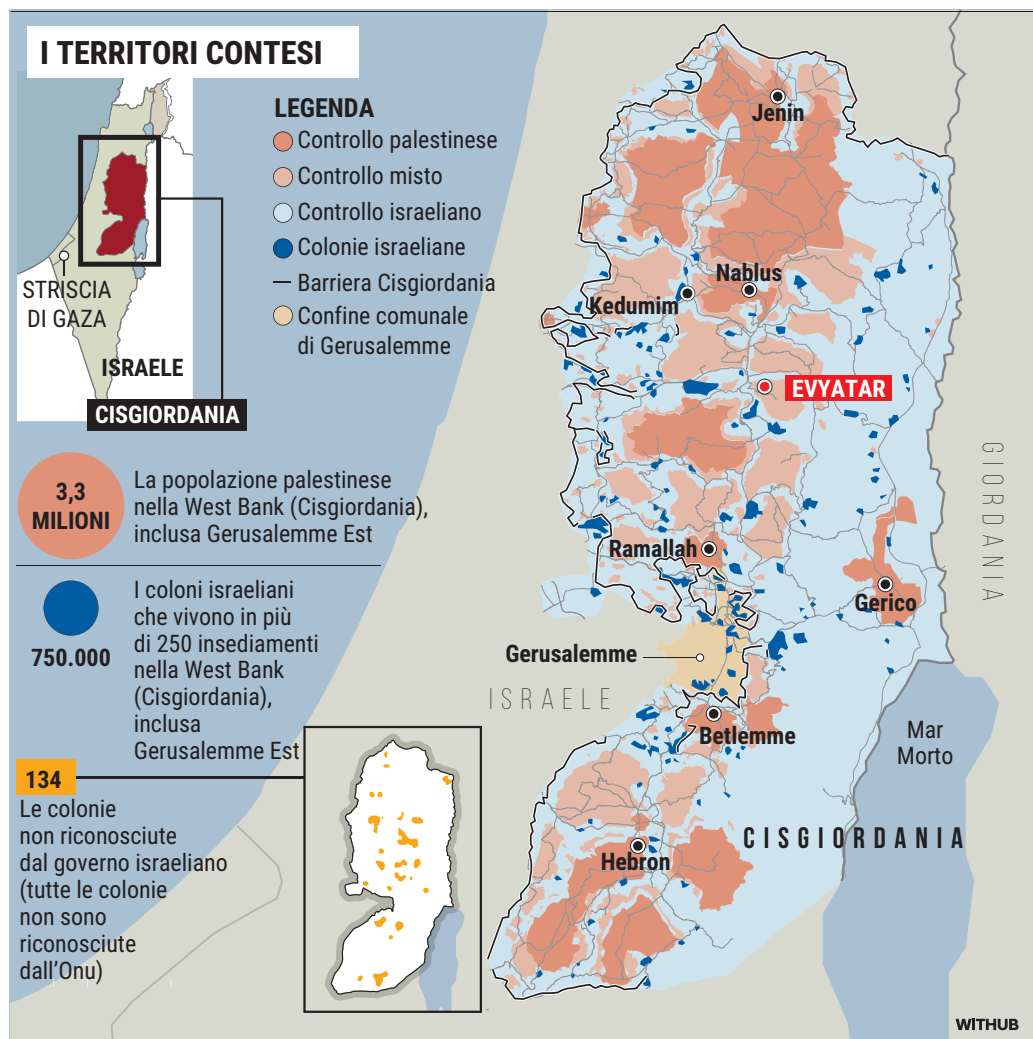 I TERRITORI CONTESI
STRISCIA
DI GAZA
ISRAELE
CISGIORDANIA
LEGENDA
Controllo palestinese
Controllo misto
Controllo israeliano
Colonie israeliane
Barriera Cisgiordania
Confine comunale
di Gerusalemme
3,3
MILIONI
La popolazione palestinese
nella West Bank (Cisgiordania),
inclusa Gerusalemme Est
750.000
I coloni israeliani
che vivono in più
di 250 insediamenti
nella West Bank
(Cisgiordania),
inclusa
Gerusalemme Est
134
Le colonie
non riconosciute
dal governo israeliano
(tutte le colonie
non sono
riconosciute
dall'Onu)
Jenin
Nablus
Kedumim
EVYATAR
Ramallah
Gerico
Gerusalemme
ISRAELE
Betlemme
GIORDANIA
Mar
Morto
CISGIORDANIA
Hebron
WITHUB